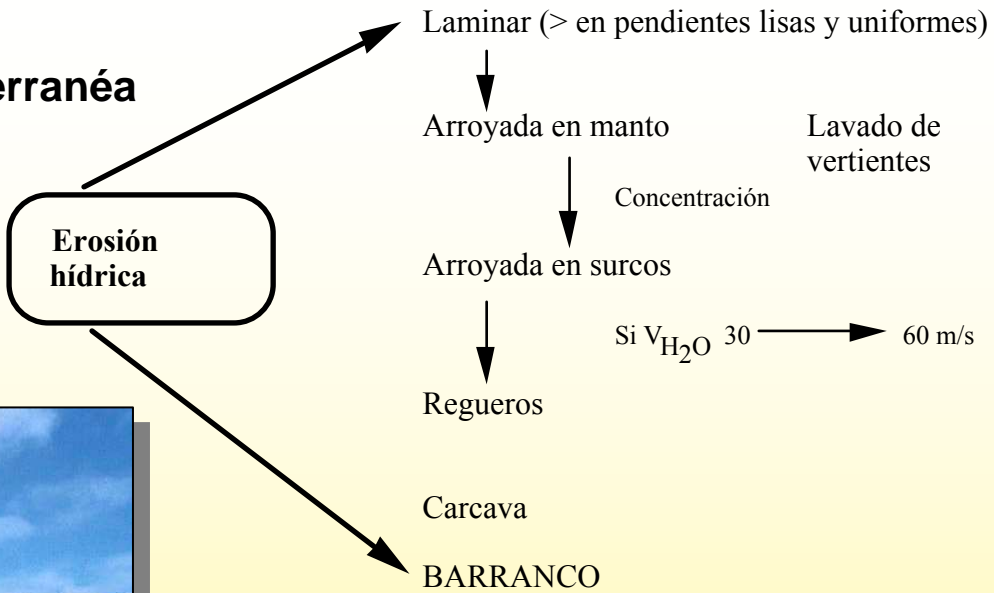 Laminar (> en pendientes lisas y uniformes)
erranéa
Arroyada en manto
Lavado de
vertientes
Concentración
Erosión
hídrica
Arroyada en surcos
Si V H2O 30 60 m/s
Regueros
Carcava
BARRANCO